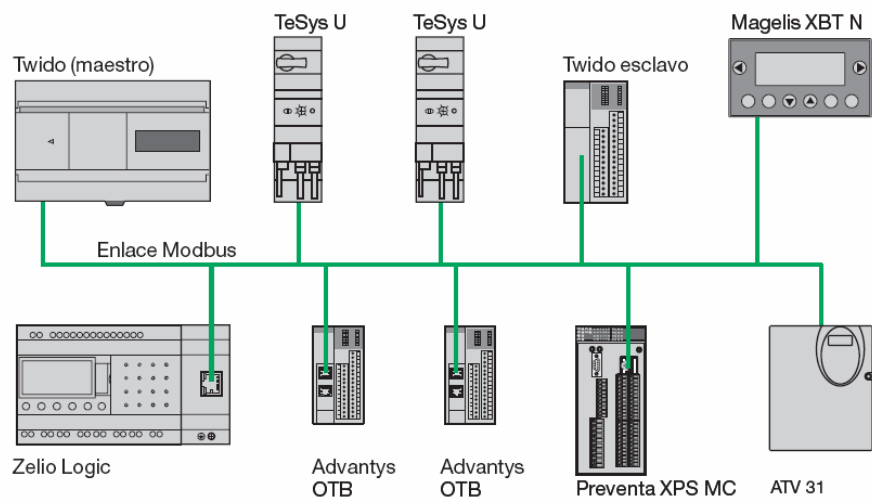 TeSys U
TeSys U
Magelis XBT N
Twido (maestro)
Twido esclavo
Enlace Modbus
Zelio Logic
Advantys
OTB
Advantys
OTB
Preventa XPS MC
ATV 31